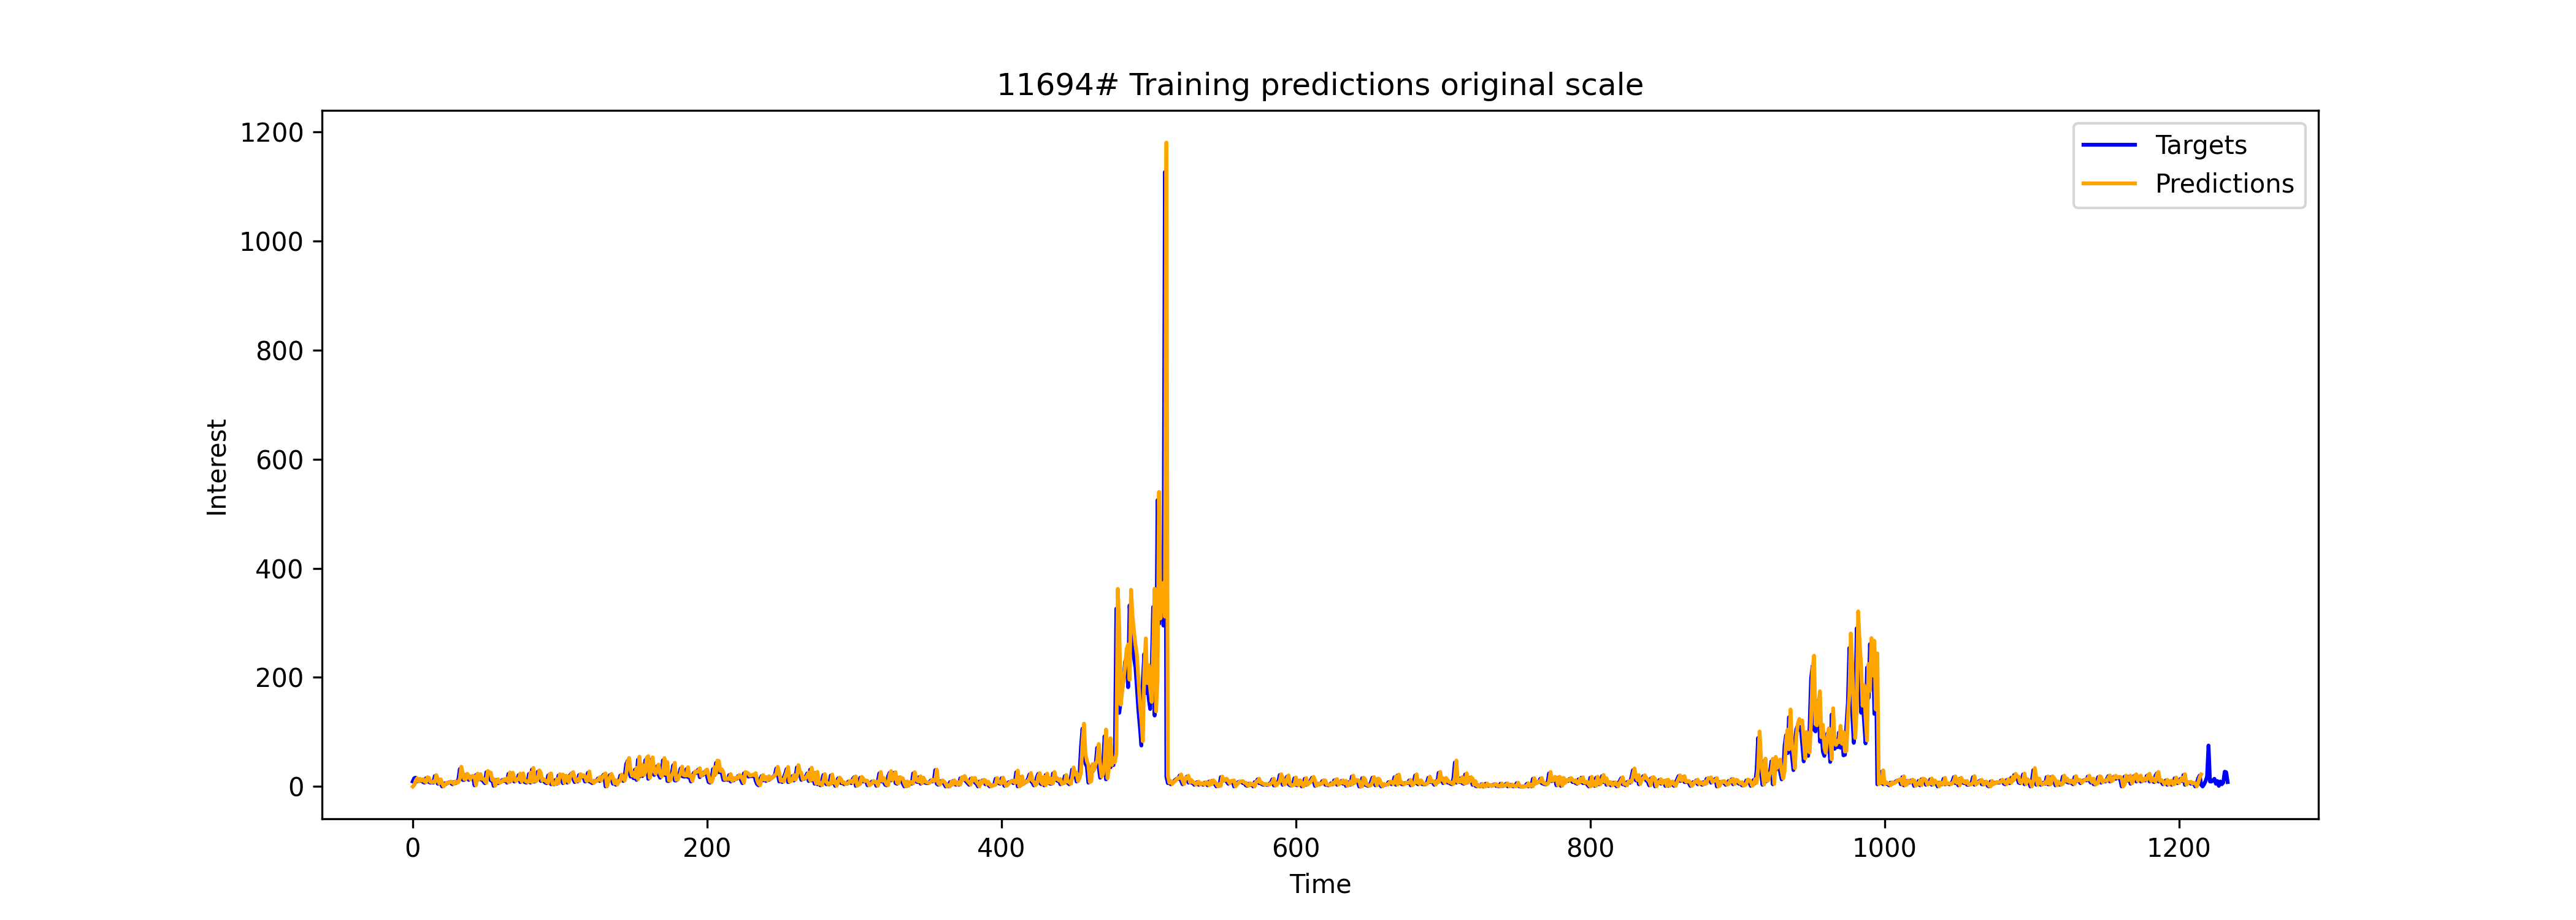 11694# Training predictions original scale
Targets
Predictions
1200
1000
800
600
400
200
0
Interest
0 200 400 600 800 1000 1200
Time